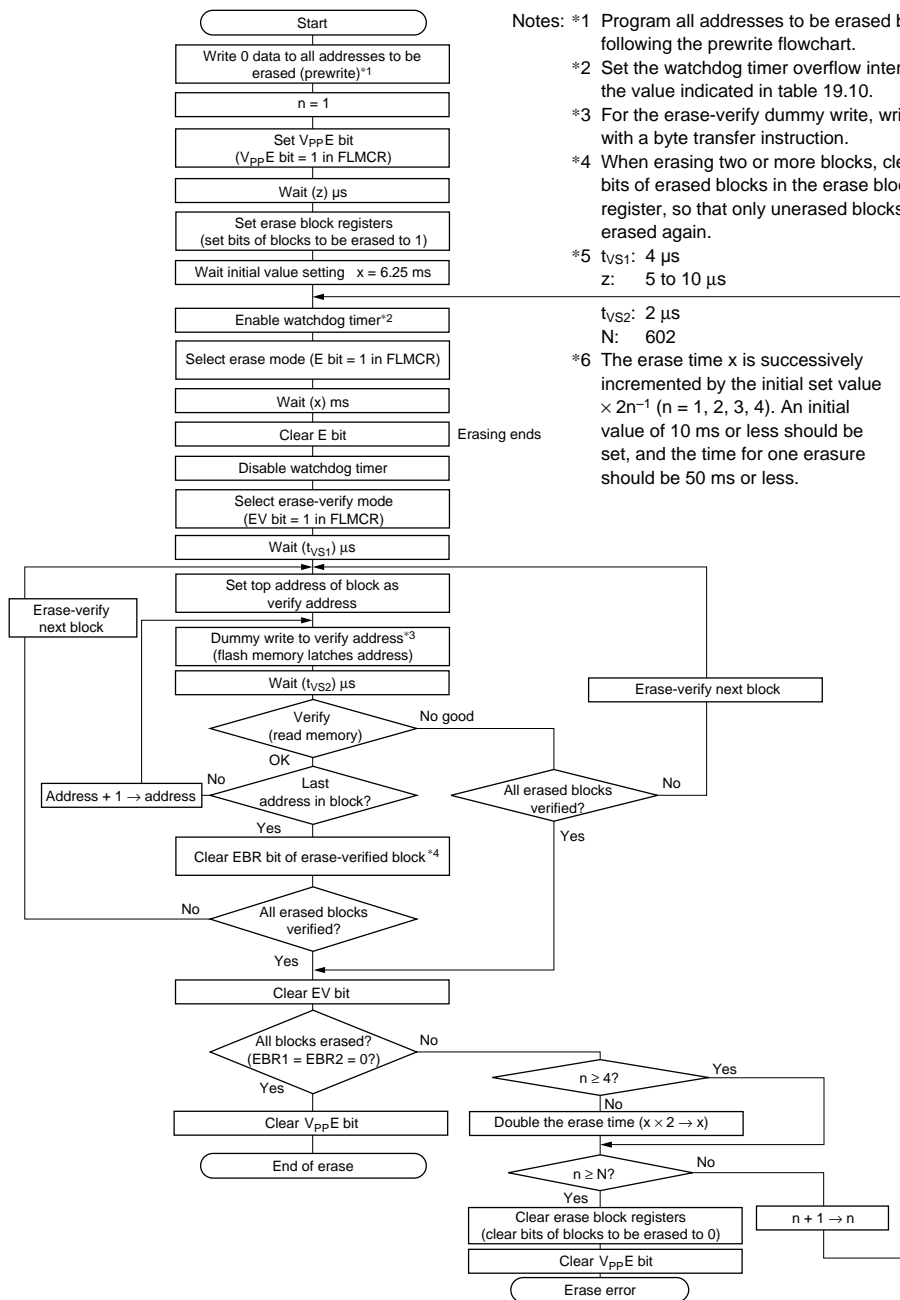 Start
Write 0 data to all addresses to be
erased (prewrite)*1
n = 1
Set VPPE bit
(VPPE bit = 1 in FLMCR)
Wait (z) μs
Set erase block registers
(set bits of blocks to be erased to 1)
Wait initial value setting x = 6.25 ms
Enable watchdog timer*2
Select erase mode (E bit = 1 in FLMCR)
Wait (x) ms
Clear E bit
Erasing ends
Disable watchdog timer
Select erase-verify mode
(EV bit = 1 in FLMCR)
Wait (tVS1) μs
Set top address of block as
verify address
Erase-verify
next block
Dummy write to verify address*3
(flash memory latches address)
Wait (tVS2) μs
Erase-verify next block
Verify
(read memory)
No good
OK
No
Last
address in block?
Address + 1 → address
All erased blocks
verified?
No
Yes
Yes
Clear EBR bit of erase-verified block*4
No
All erased blocks
verified?
Yes
Clear EV bit
All blocks erased?
(EBR1 = EBR2 = 0?)
No
Yes
n ≥ 4?
Yes
No
Clear VPPE bit
Double the erase time (x × 2 → x)
End of erase
n ≥ N?
No
Yes
Clear erase block registers
(clear bits of blocks to be erased to 0)
n + 1 → n
Clear VPPE bit
Erase error
Notes: *1 Program all addresses to be erased
following the prewrite flowchart.
*2 Set the watchdog timer overflow
the value indicated in table 19.10.
*3 For the erase-verify dummy write,
with a byte transfer instruction.
*4 When erasing two or more blocks,
bits of erased blocks in the erase
register, so that only unerased blocks
erased again.
*5 tVS1: 4 μs
z: 5 to 10 μs
tVS2: 2 μs
N: 602
*6 The erase time x is successively
incremented by the initial set value
× 2n–1 (n = 1, 2, 3, 4). An initial
value of 10 ms or less should be
set, and the time for one erasure
should be 50 ms or less.